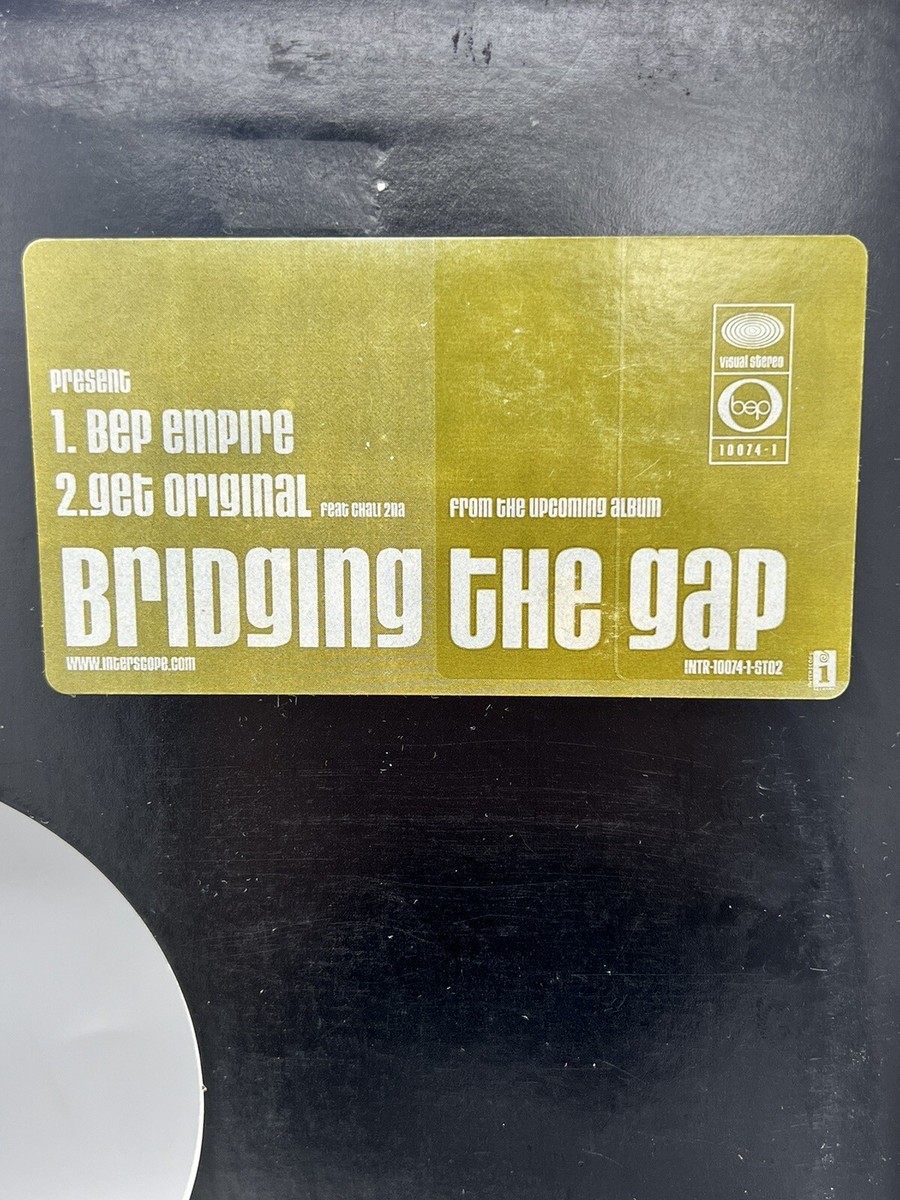 present
1. Bep empire
2.get original feat chali 2na
from the upcoming album
Bridging the gap
www.interscope.com
INTR-10074-1-ST02
visual stereo
bep
10074-1
i